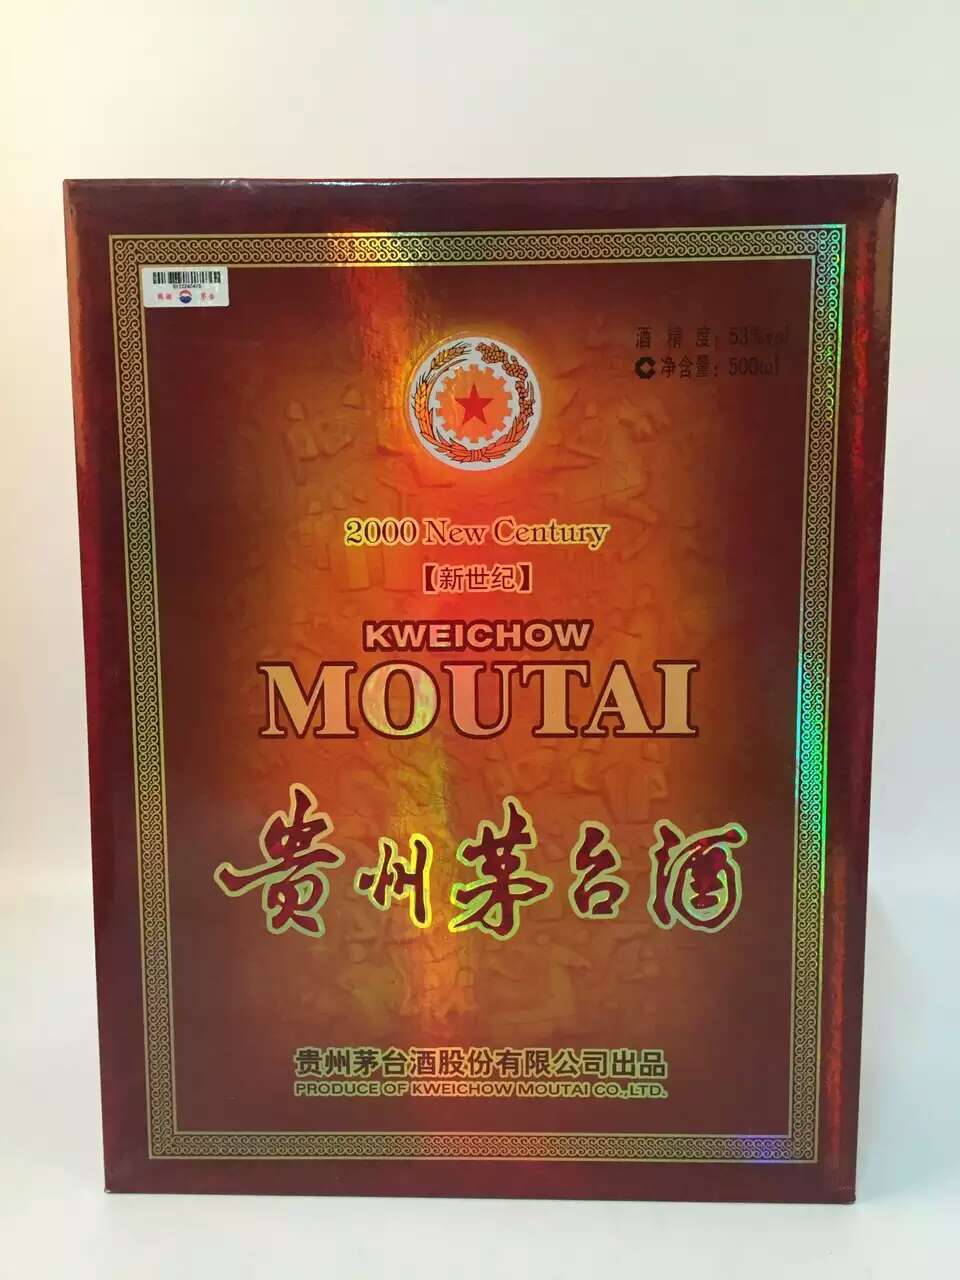 酒 精 度：53%vol
净含量：500ml
2000 New Century
【新世纪】
KWEICHOW
MOUTAI
贵州茅台酒
贵州茅台酒股份有限公司出品
PRODUCE OF KWEICHOW MOUTAI CO.,LTD.